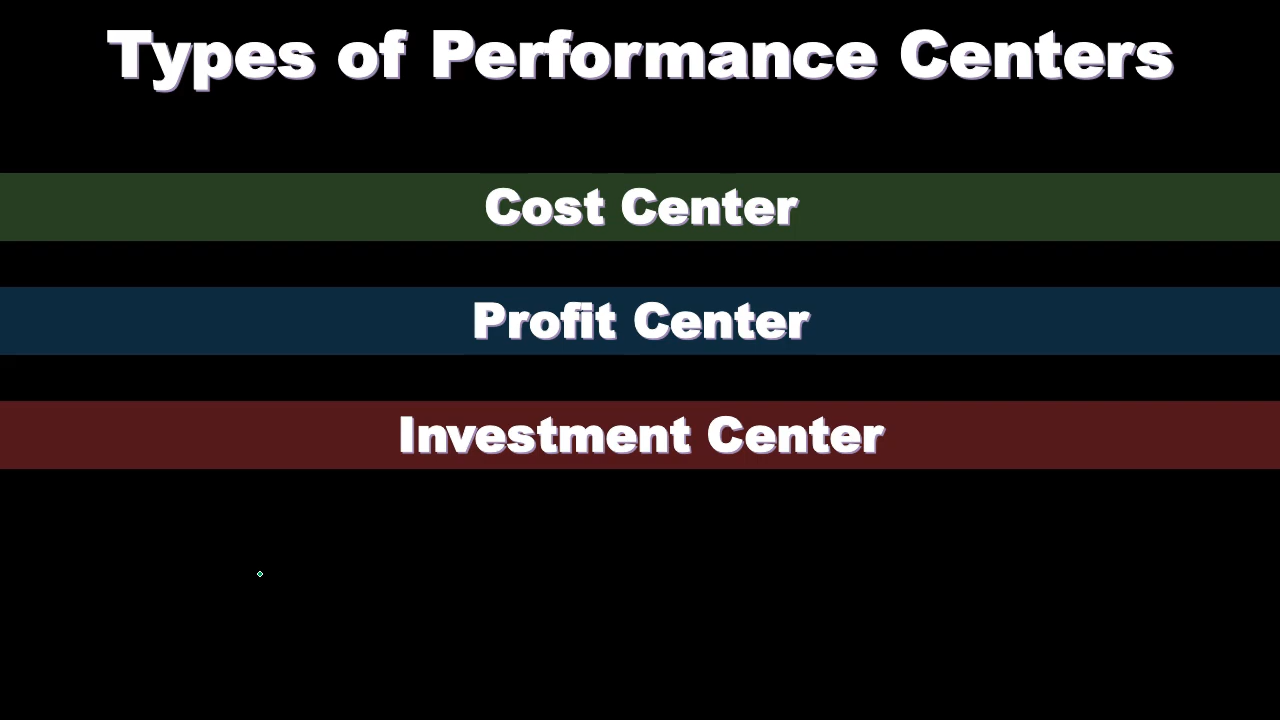 Types of Performance Centers
Cost Center
Profit Center
Investment Center